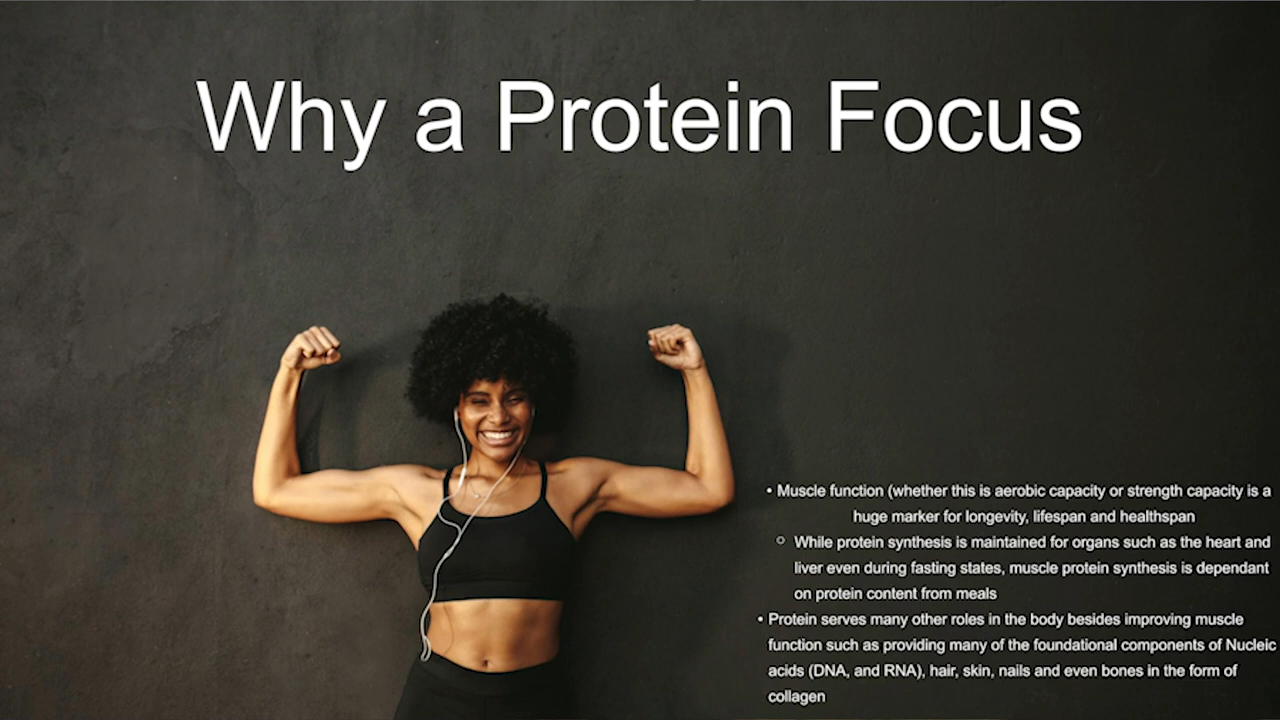 Why a Protein Focus
• Muscle function (whether this is aerobic capacity or strength capacity is a
huge marker for longevity, lifespan and healthspan
○ While protein synthesis is maintained for organs such as the heart and
liver even during fasting states, muscle protein synthesis is dependant
on protein content from meals
• Protein serves many other roles in the body besides improving muscle
function such as providing many of the foundational components of Nucleic
acids (DNA, and RNA), hair, skin, nails and even bones in the form of
collagen